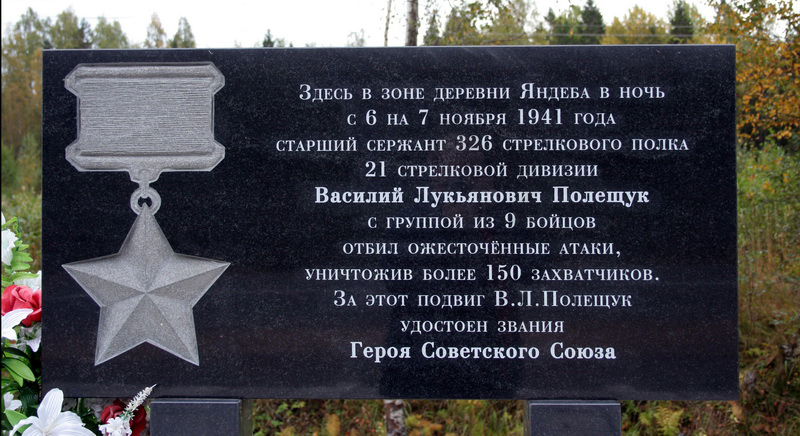 Здесь в зоне деревни Яндеба в ночь
с 6 на 7 ноября 1941 года
старший сержант 326 стрелкового полка
21 стрелковой дивизии
Василий Лукьянович Полещук
с группой из 9 бойцов
отбил ожесточённые атаки,
уничтожив более 150 захватчиков.
За этот подвиг В.Л.Полещук
удостоен звания
Героя Советского Союза